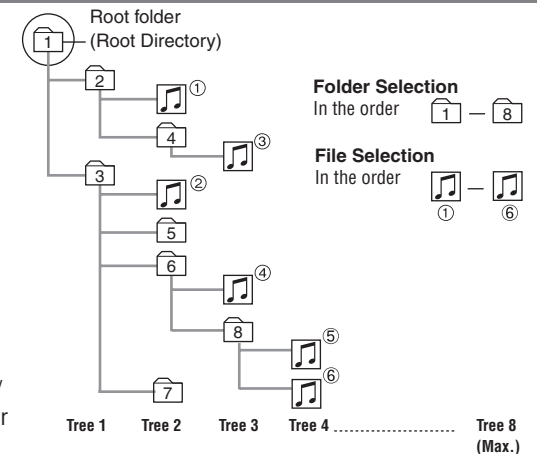 Root folder
(Root Directory)
1
2
①
4
③
3
②
5
6
④
8
⑤
⑥
7
Folder Selection
In the order 1 — 8
File Selection
In the order —
① ⑥
Tree 1 Tree 2 Tree 3 Tree 4 Tree 8
(Max.)
r